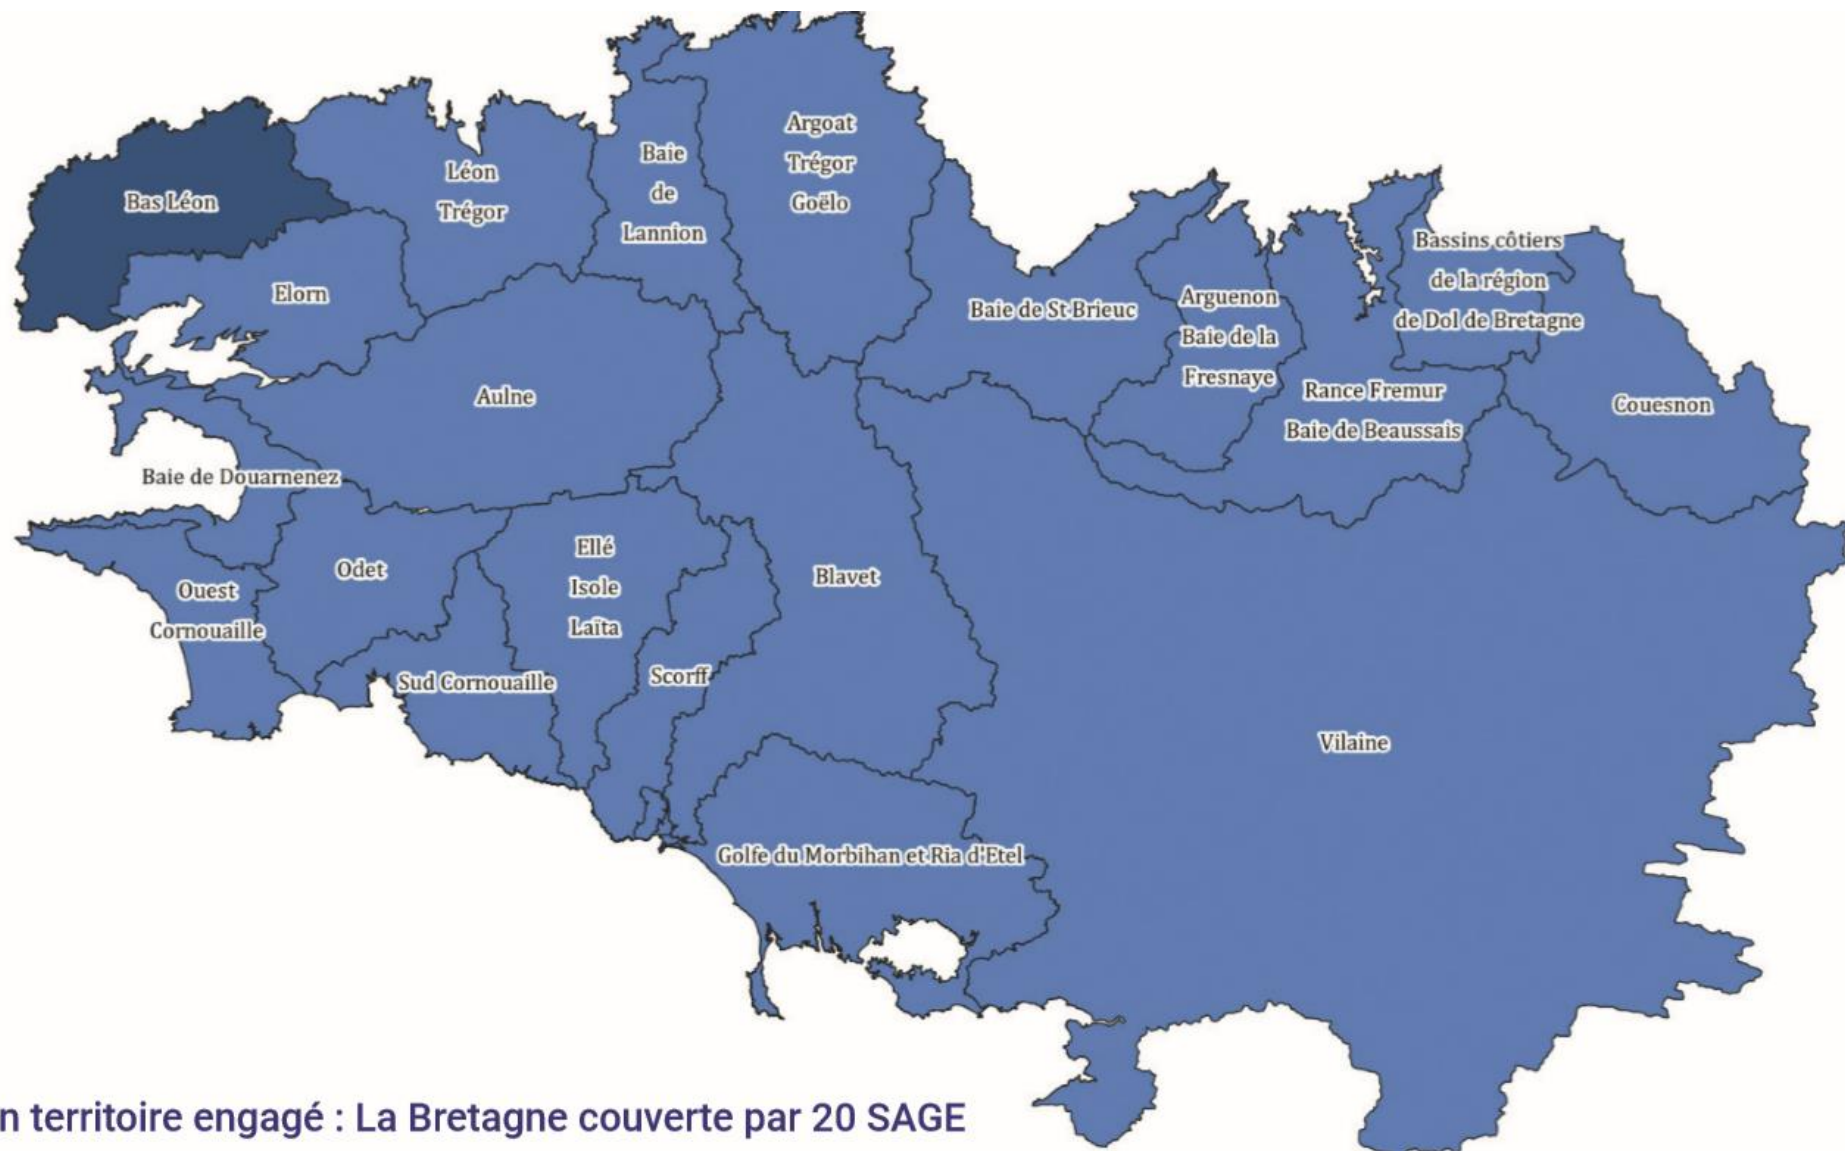 Argoat
Trégor
Goëlo
Baie
de
Lannion
Léon
Trégor
Bas Léon
Bassins côtiers
de la région
de Dol de Bretagne
Elorn
Baie de St Brieuc
Arguenon
Baie de la
Fresnaye
Rance Fremur
Baie de Beaussais
Couesnon
Aulne
Baie de Douarnenez
Ellé
Isole
Laïta
Odet
Blavet
Ouest
Cornouaille
Scorff
Sud Cornouaille
Vilaine
Golfe du Morbihan et Ria d'Etel
n territoire engagé : La Bretagne couverte par 20 SAGE